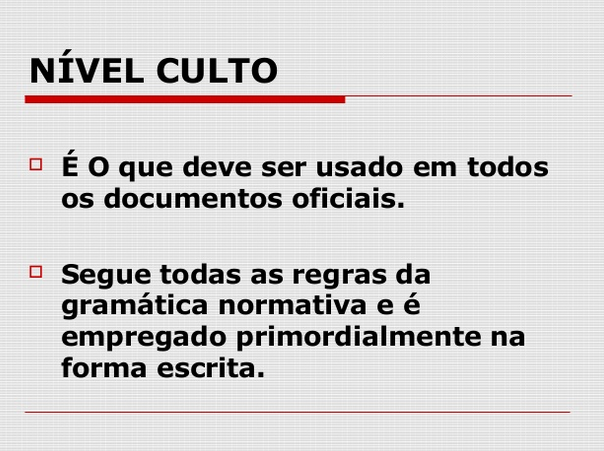 NÍVEL CULTO
É O que deve ser usado em todos
os documentos oficiais.
Segue todas as regras da
gramática normativa e é
empregado primordialmente na
forma escrita.